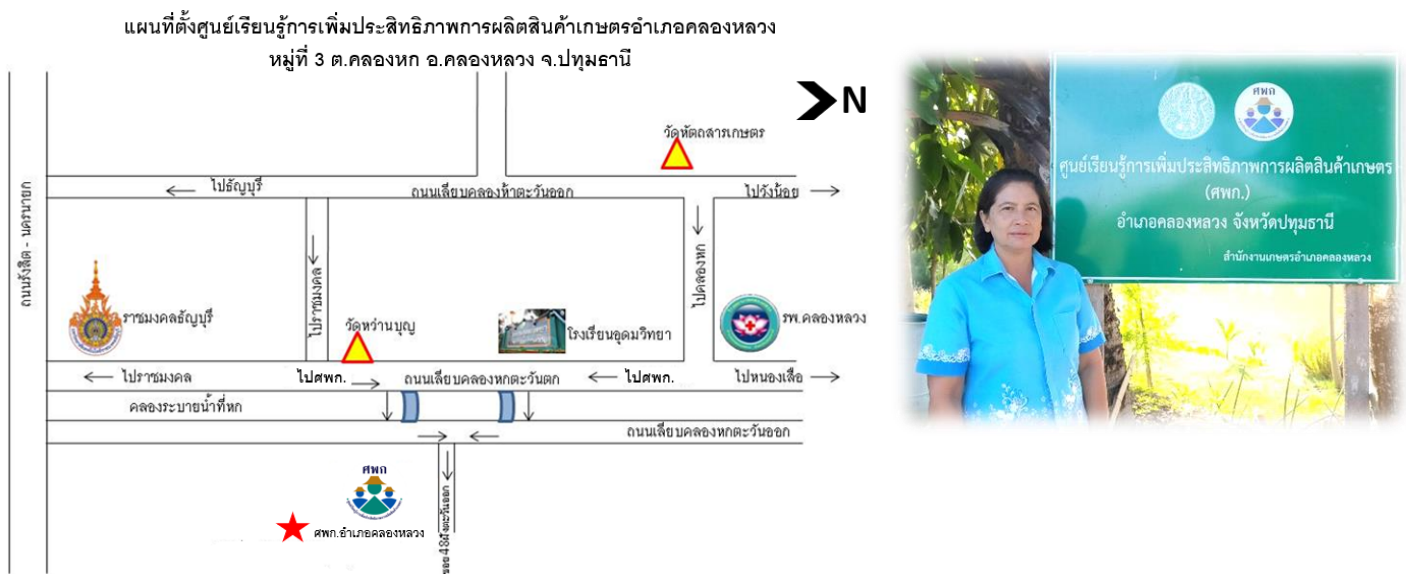 แผนที่ตั้งศูนย์เรียนรู้การเพิ่มประสิทธิภาพการผลิตสินค้าเกษตรอำเภอคลองหลวง
หมู่ที่ 3 ต.คลองหก อ.คลองหลวง จ.ปทุมธานี
N
วัดหัตถสารเกษตร
ไปธัญบุรี
ถนนเลียบคลองห้าตะวันออก
ไปวังน้อย
ถนนรังสิต - นครนายก
ไปราชมงคล
ไปคลองหก
ราชมงคลธัญบุรี
วัดหว่านบุญ
โรงเรียนอุดมวิทยา
รพ.คลองหลวง
ไปราชมงคล
ไปศพก.
ถนนเลียบคลองหกตะวันตก
ไปศพก.
ไปหนองเสือ
คลองระบายน้ำที่หก
ถนนเลียบคลองหกตะวันออก
ศพก
ศพก.อำเภอคลองหลวง
ซอย 48ฝั่งตะวันออก
ศพก
ศูนย์เรียนรู้การเพิ่มประสิทธิภาพการผลิตสินค้าเกษตร
(ศพก.)
อำเภอคลองหลวง จังหวัดปทุมธานี
สำนักงานเกษตรอำเภอคลองหลวง